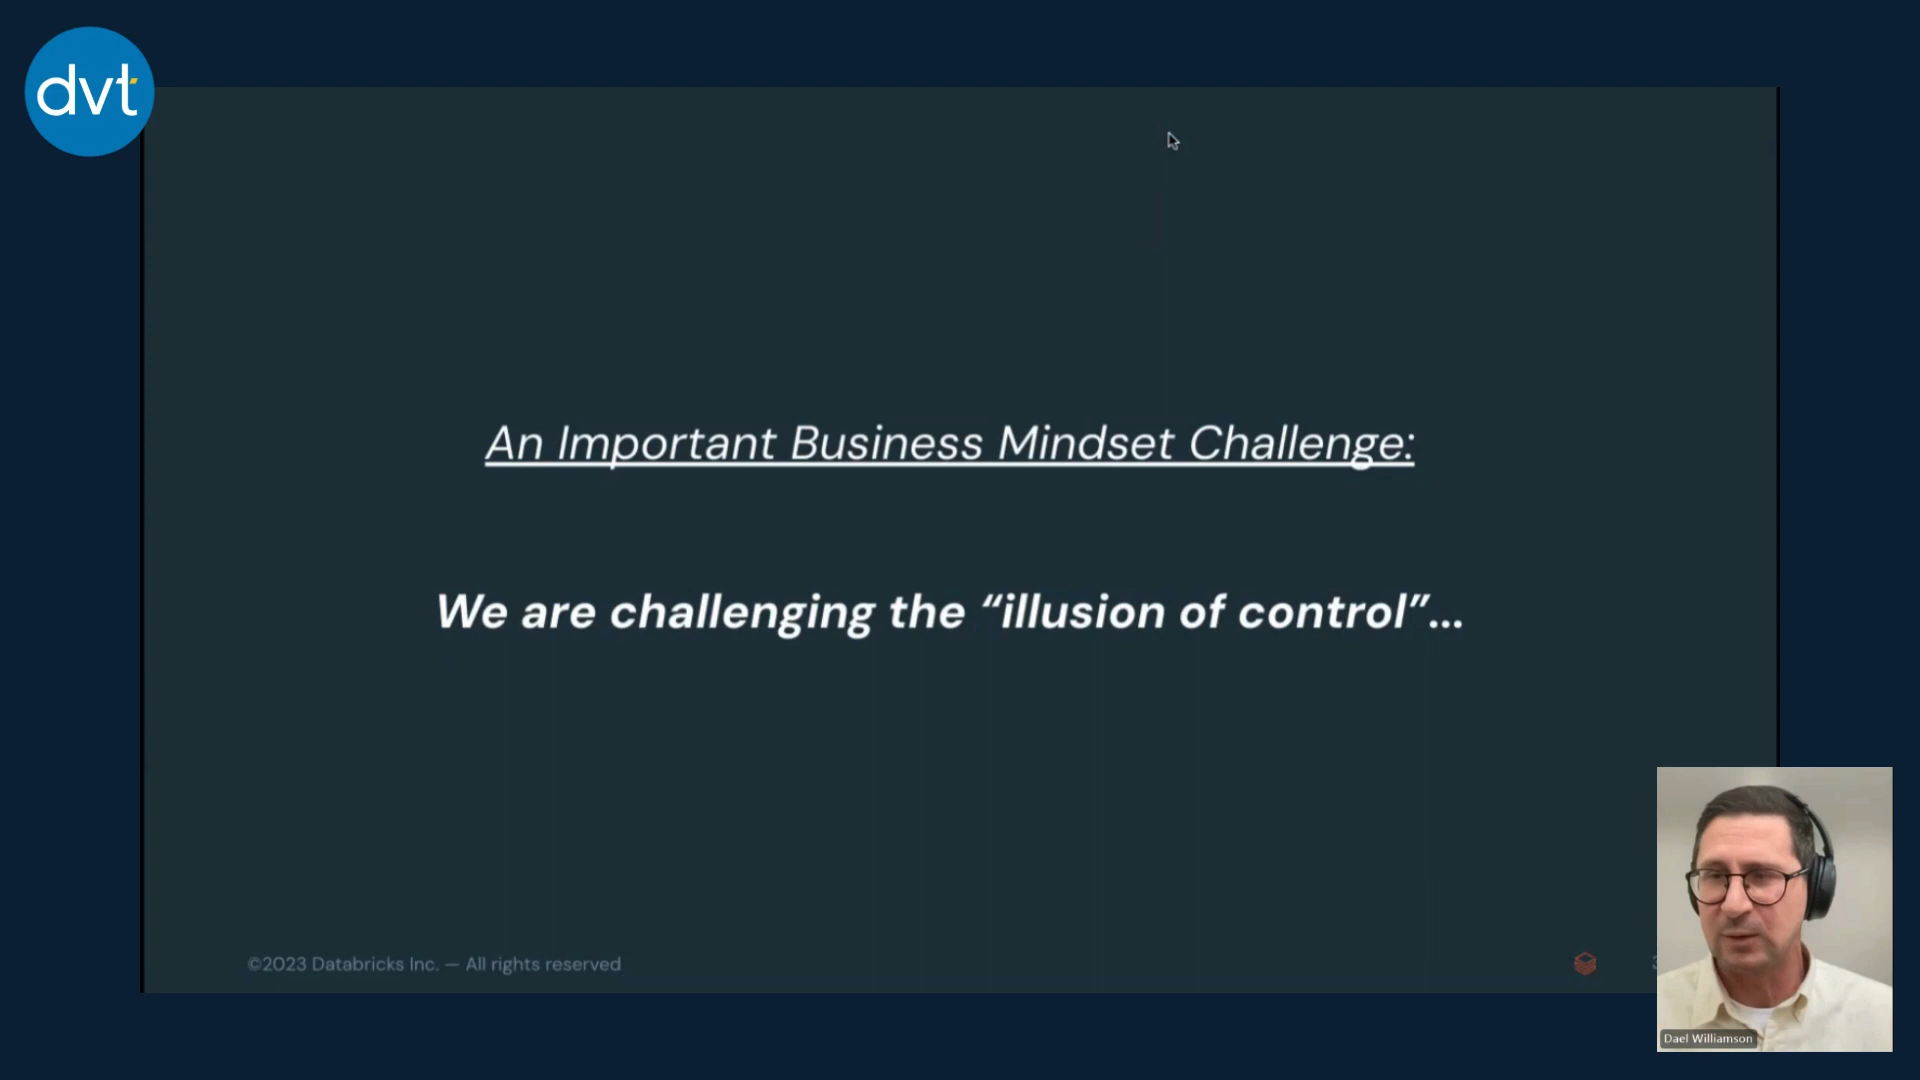 dvt
An Important Business Mindset Challenge:
We are challenging the “illusion of control”...
©2023 Databricks Inc. — All rights reserved
Dael Williamson